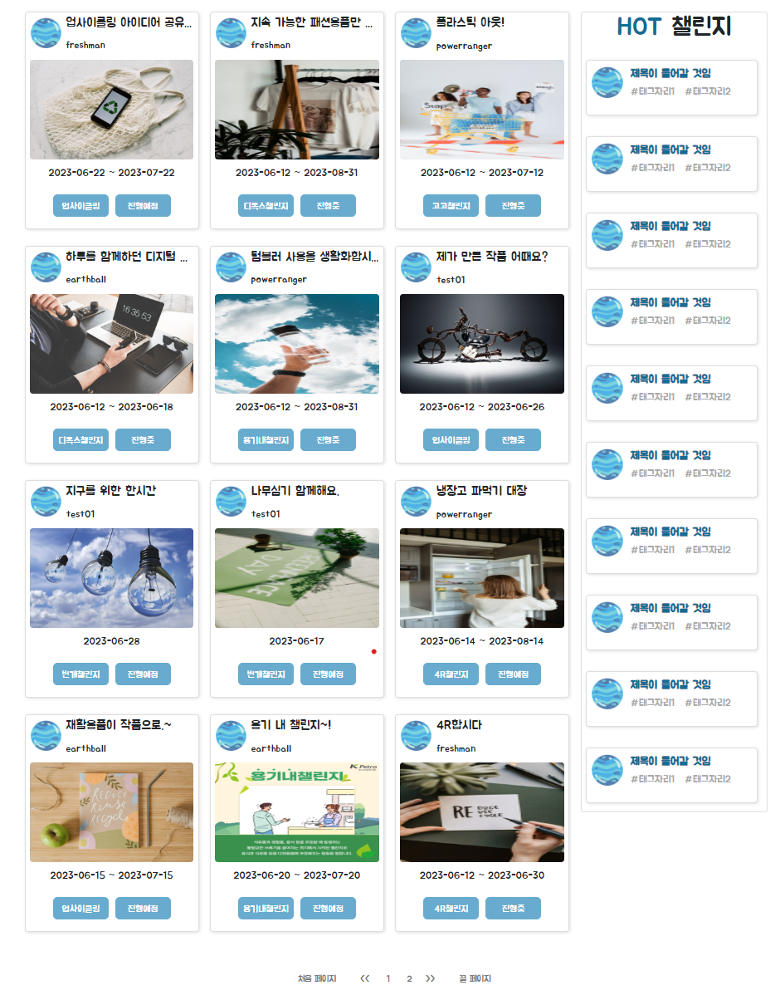 업사이클링 아이디어 공유...
freshman
2023-06-22 ~ 2023-07-22
업사이클링 진행예정
지속 가능한 패션용품만 ...
freshman
2023-06-12 ~ 2023-08-31
디톡스챌린지 진행중
플라스틱 아웃!
powerranger
2023-06-12 ~ 2023-07-12
고고챌린지 진행중
하루를 함께하던 디지털 ...
earthball
16 35 53
2023-06-12 ~ 2023-06-18
디톡스챌린지 진행중
텀블러 사용을 생활화합시...
powerranger
2023-06-12 ~ 2023-08-31
용기내챌린지 진행중
제가 만든 작품 어때요?
test01
2023-06-12 ~ 2023-06-26
업사이클링 진행중
지구를 위한 한시간
test01
2023-06-28
번개챌린지 진행예정
나무심기 함께해요.
test01
2023-06-17
번개챌린지 진행예정
냉장고 파먹기 대장
powerranger
2023-06-14 ~ 2023-08-14
4R챌린지 진행예정
재활용품이 작품으로.~
earthball
REDUCE
REUSE
RECYCLE
2023-06-15 ~ 2023-07-15
업사이클링 진행예정
용기 내 챌린지~!
earthball
K Petro
용기내챌린지
2023-06-20 ~ 2023-07-20
용기내챌린지 진행예정
4R합시다
freshman
RE DUCE
USE
CYCLE
2023-06-12 ~ 2023-06-30
4R챌린지 진행중
HOT 챌린지
제목이 들어갈 것임
#태그자리1 #태그자리2
제목이 들어갈 것임
#태그자리1 #태그자리2
제목이 들어갈 것임
#태그자리1 #태그자리2
제목이 들어갈 것임
#태그자리1 #태그자리2
제목이 들어갈 것임
#태그자리1 #태그자리2
제목이 들어갈 것임
#태그자리1 #태그자리2
제목이 들어갈 것임
#태그자리1 #태그자리2
제목이 들어갈 것임
#태그자리1 #태그자리2
제목이 들어갈 것임
#태그자리1 #태그자리2
제목이 들어갈 것임
#태그자리1 #태그자리2
처음 페이지 << 1 2 >> 끝 페이지